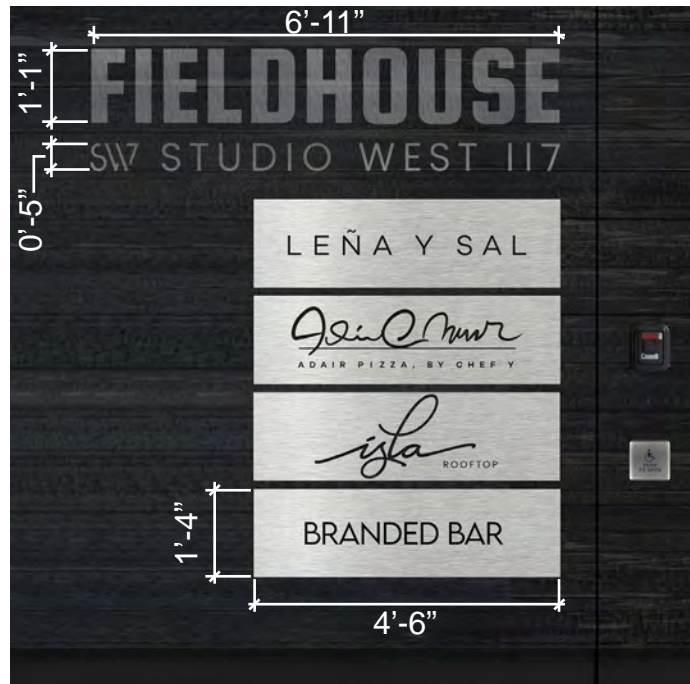 6'-11"
1'-1"
FIELDHOUSE
0'-5"
SW STUDIO WEST 117
LEÑA Y SAL
ADAIR PIZZA, BY CHEF Y
isla
ROOFTOP
1'-4"
BRANDED BAR
4'-6"